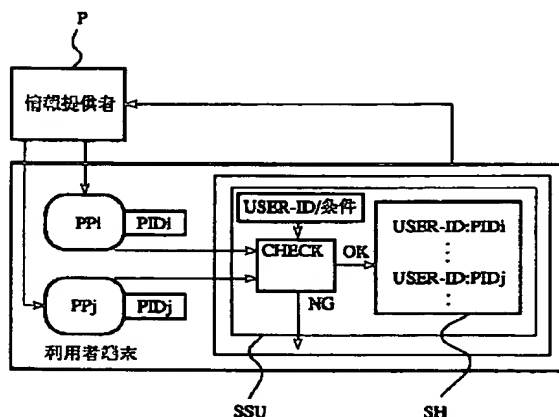 P
情報提供者
USER-ID/条件
PPi
PIDi
CHECK
OK
USER-ID:PIDi
⋮
USER-ID:PIDj
⋮
PPj
PIDj
NG
利用者端末
SSU
SH